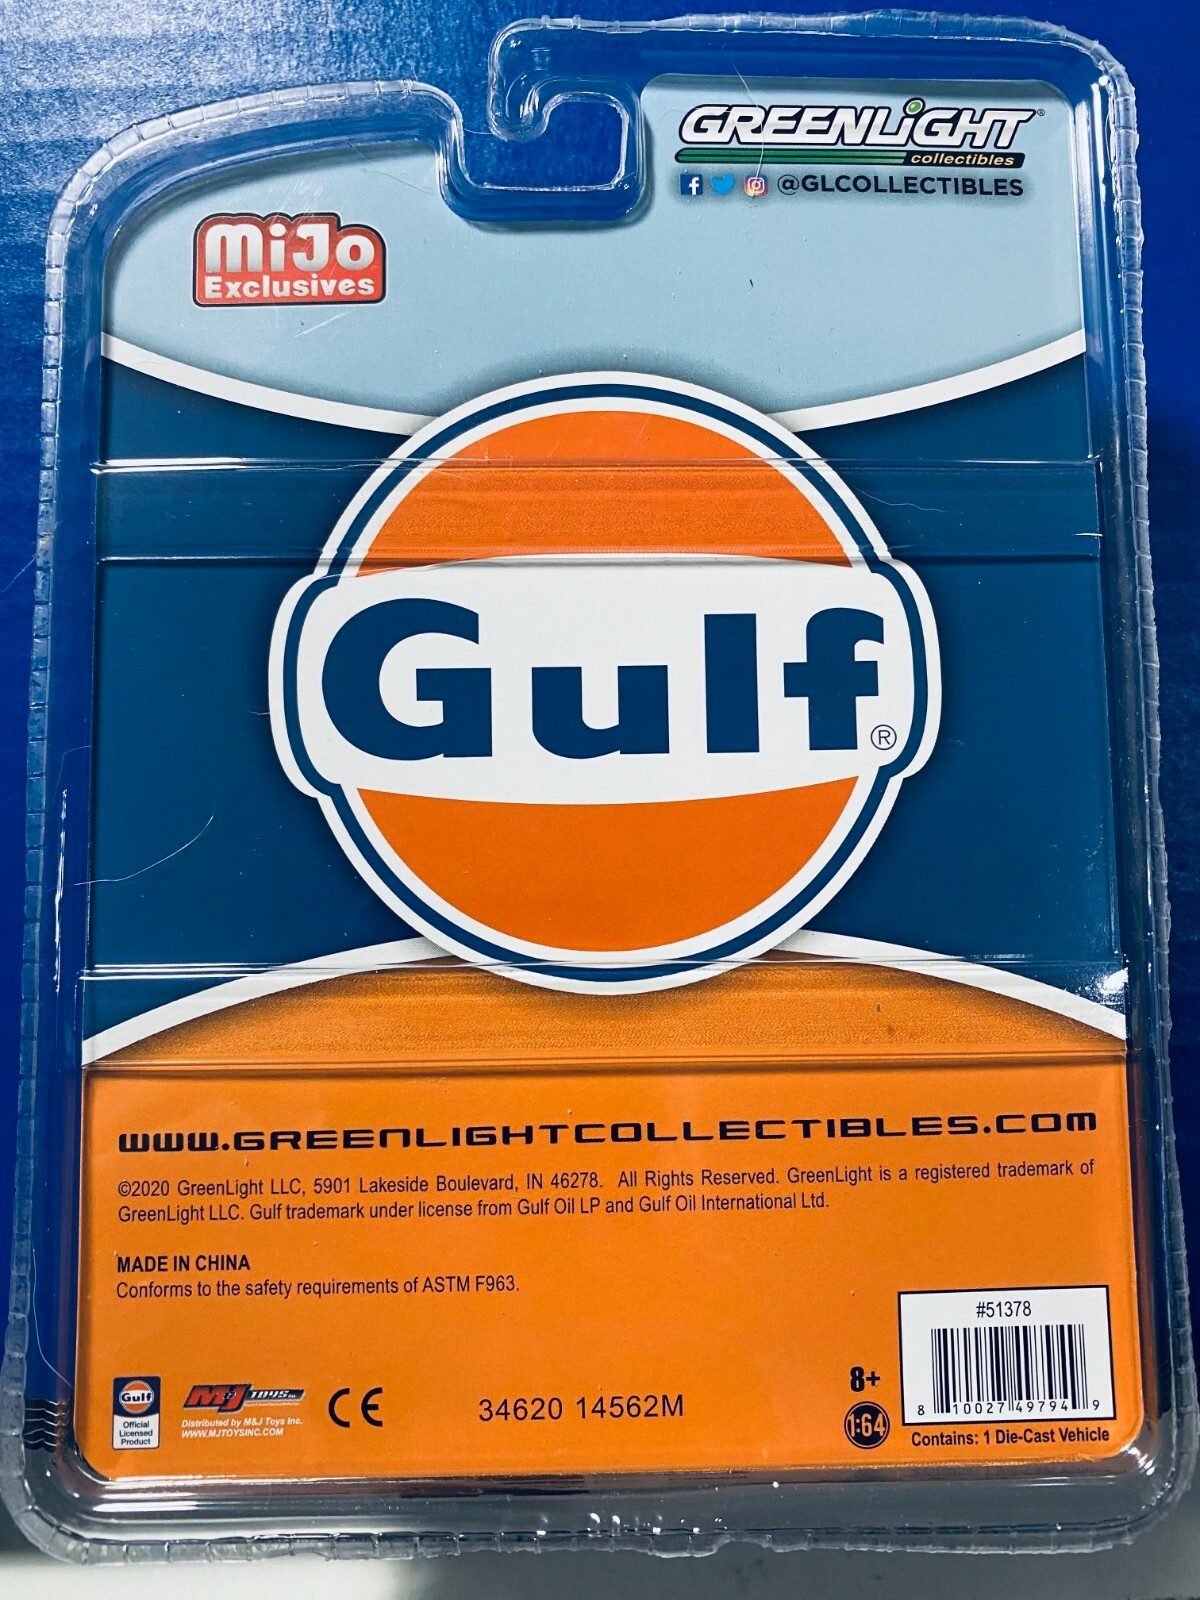 GREENLiGHT®
collectibles
@GLCOLLECTIBLES
MiJo
Exclusives
Gulf®
WWW.GREENLIGHTCOLLECTIBLES.COM
©2020 GreenLight LLC, 5901 Lakeside Boulevard, IN 46278. All Rights Reserved. GreenLight is a registered trademark of
GreenLight LLC. Gulf trademark under license from Gulf Oil LP and Gulf Oil International Ltd.
MADE IN CHINA
Conforms to the safety requirements of ASTM F963.
#51378
8 10027 49794 9
Contains: 1 Die-Cast Vehicle
8+
1:64
Gulf
Official
Licensed
Product
M&J TOYS
Distributed by M&J Toys Inc.
WWW.MJTOYSINC.COM
CE
34620 14562M